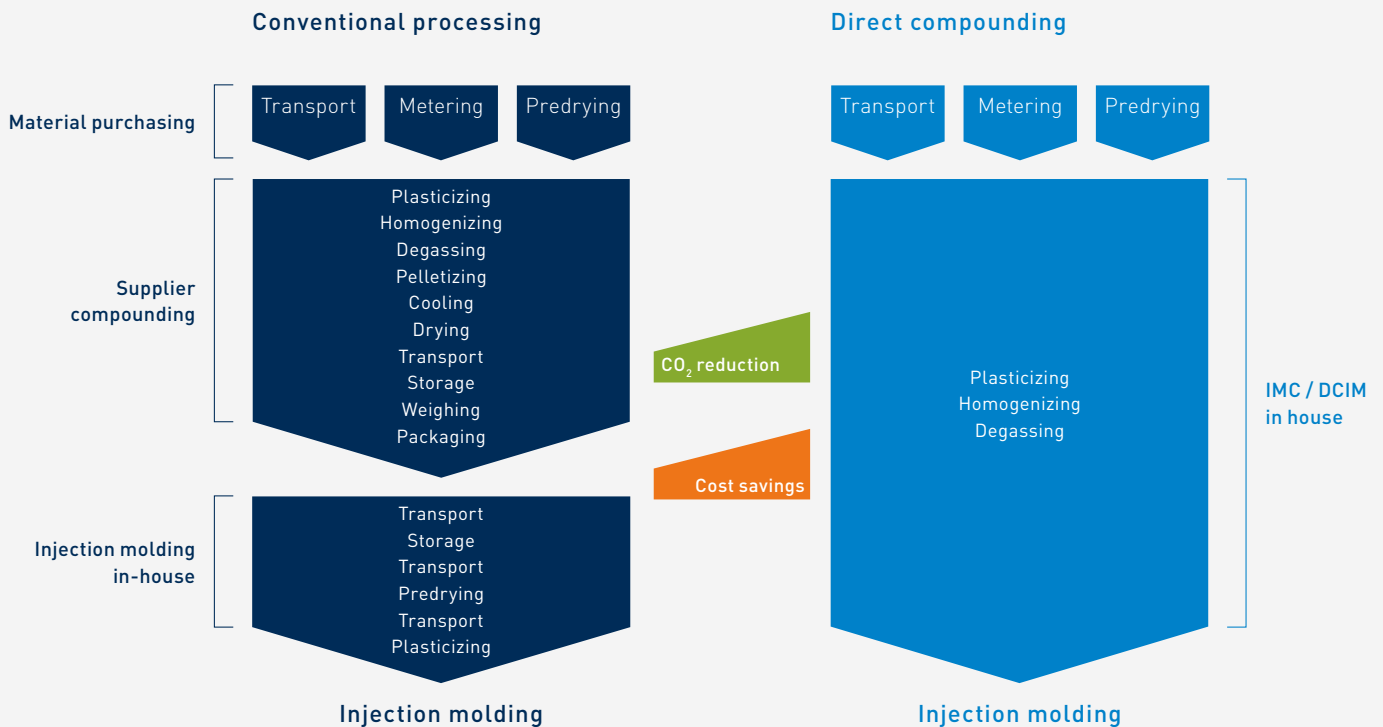 Conventional processing
Direct compounding
Material purchasing
Transport
Metering
Predrying
Transport
Metering
Predrying
Supplier
compounding
Plasticizing
Homogenizing
Degassing
Pelletizing
Cooling
Drying
Transport
Storage
Weighing
Packaging
CO₂ reduction
Cost savings
Plasticizing
Homogenizing
Degassing
IMC / DCIM
in house
Injection molding
in-house
Transport
Storage
Transport
Predrying
Transport
Plasticizing
Injection molding
Injection molding